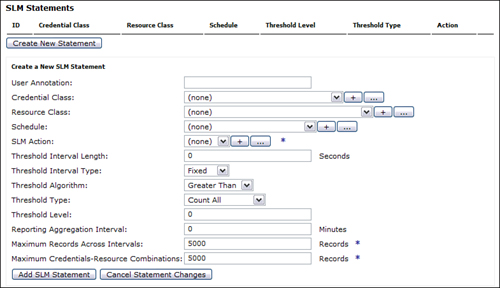 SLM Statements
ID Credential Class Resource Class Schedule Threshold Level Threshold Type Action
Create New Statement
Create a New SLM Statement
User Annotation:
Credential Class: (none) + ...
Resource Class: (none) + ...
Schedule: (none) + ...
SLM Action: (none) + ... *
Threshold Interval Length: 0 Seconds
Threshold Interval Type: Fixed
Threshold Algorithm: Greater Than
Threshold Type: Count All
Threshold Level: 0
Reporting Aggregation Interval: 0 Minutes
Maximum Records Across Intervals: 5000 Records *
Maximum Credentials-Resource Combinations: 5000 Records *
Add SLM Statement Cancel Statement Changes